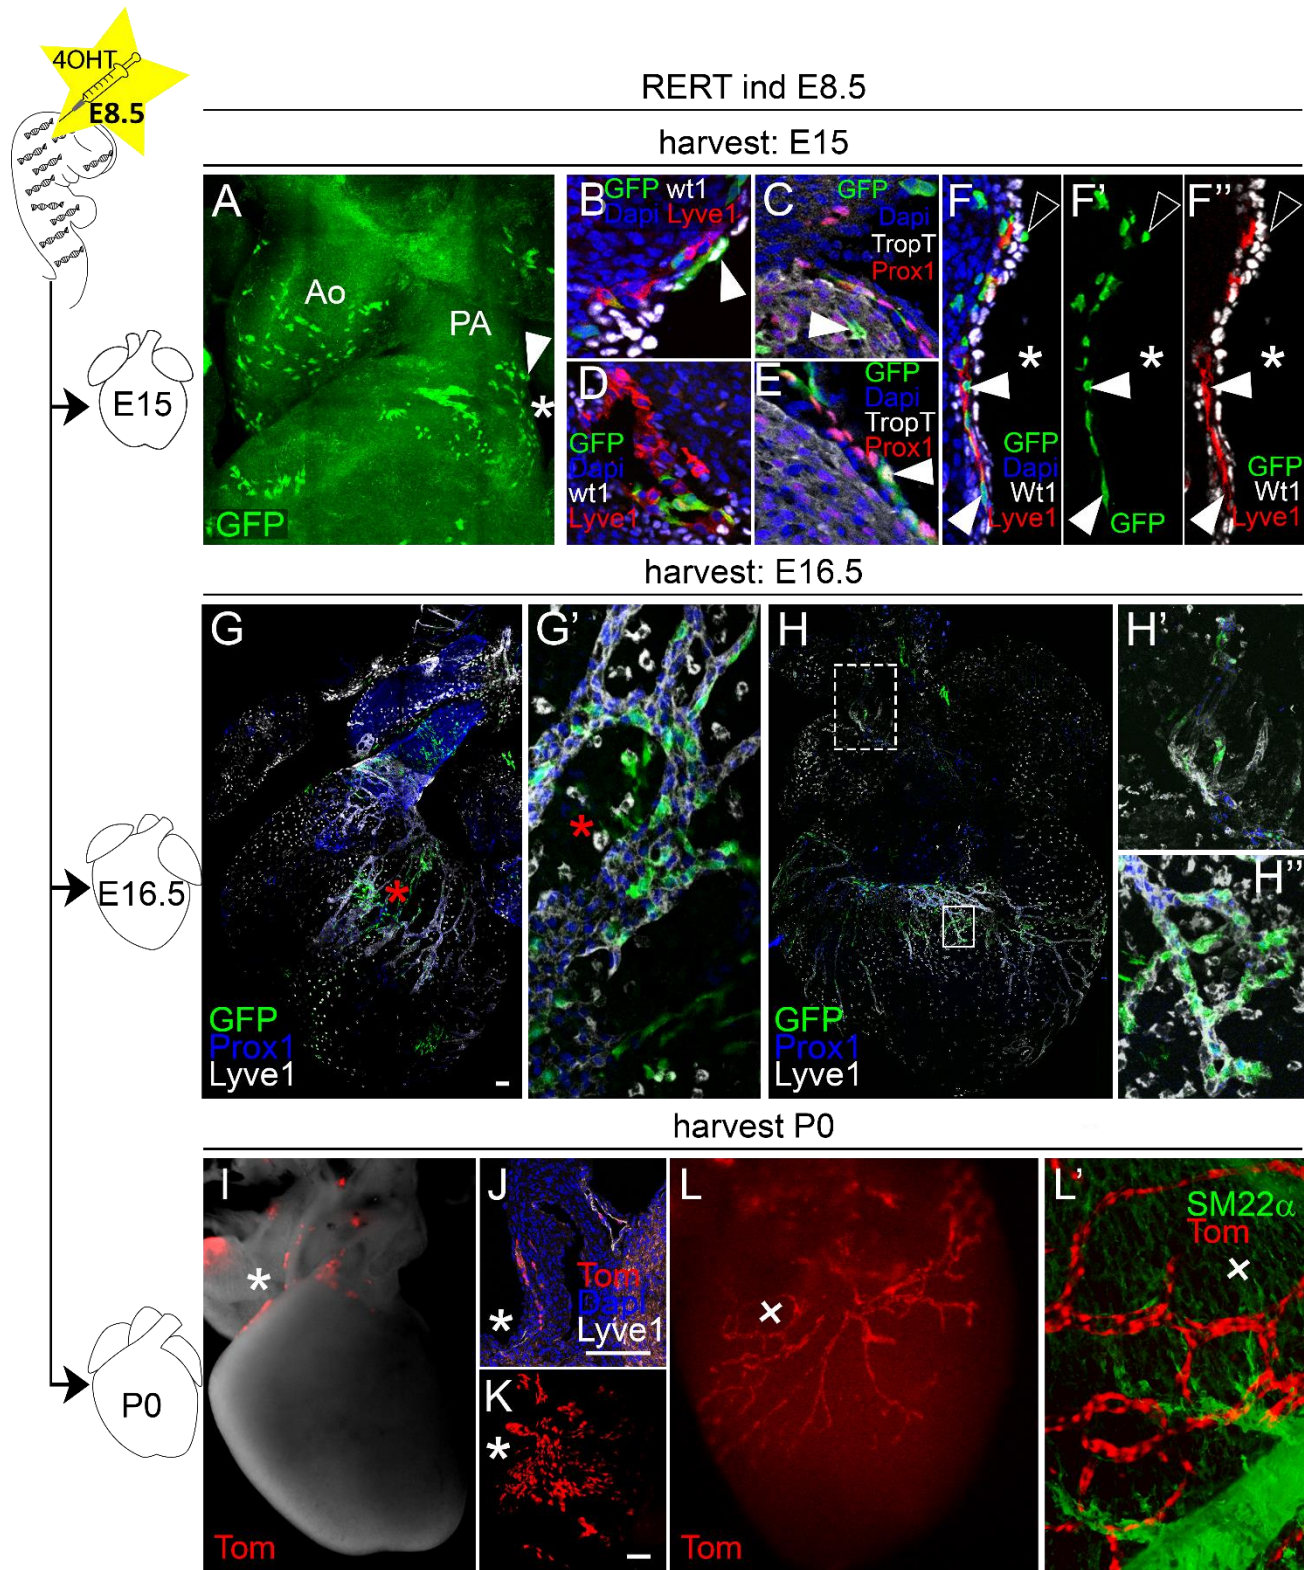 4OHT
E8.5
RERT ind E8.5
harvest: E15
A
Ao
PA
*
GFP
B
GFP wt1
Dapi Lyve1
C
GFP
Dapi
TropT
Prox1
D
GFP
Dapi
wt1
Lyve1
E
GFP
Dapi
TropT
Prox1
F
*
GFP
Dapi
Wt1
Lyve1
F'
*
GFP
F"
*
GFP
Wt1
Lyve1
E15
harvest: E16.5
G
*
GFP
Prox1
Lyve1
G'
*
H
GFP
Prox1
Lyve1
H'
H"
E16.5
harvest P0
I
*
Tom
J
Tom
Dapi
Lyve1
*
K
*
L
×
Tom
L'
SM22α
Tom
×
P0